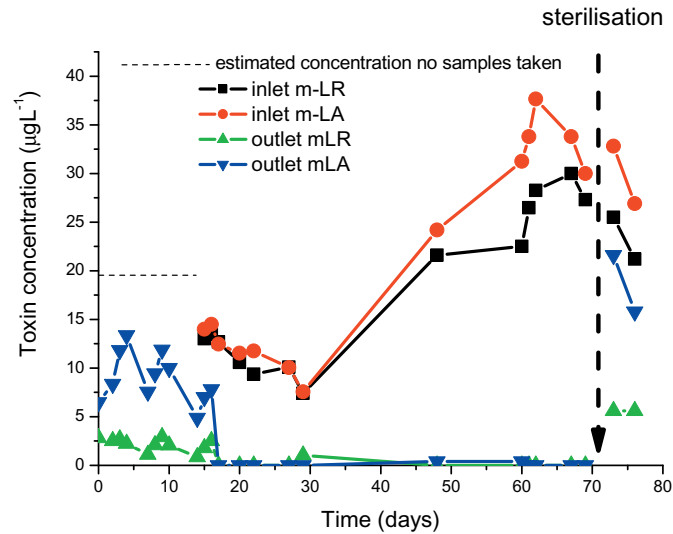 sterilisation
estimated concentration no samples taken
inlet m-LR
inlet m-LA
outlet mLR
outlet mLA
Toxin concentration (µgL⁻¹)
40
35
30
25
20
15
10
5
0
0 10 20 30 40 50 60 70 80
Time (days)